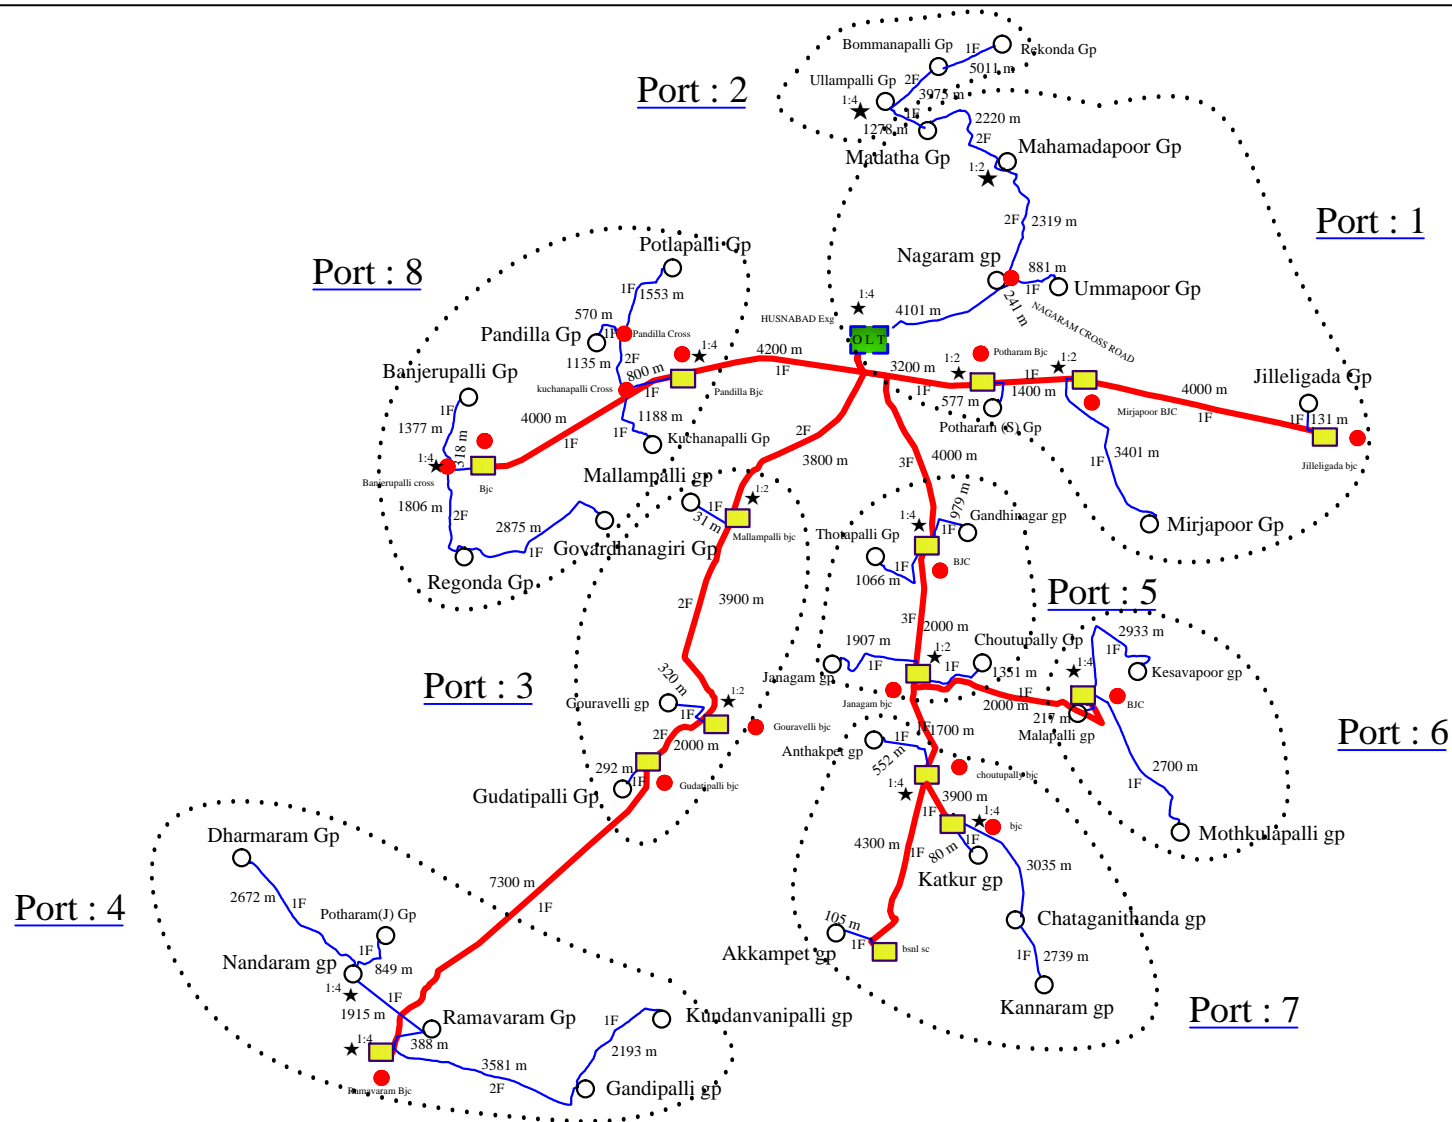 Bommanapalli Gp
1F
Rekonda Gp
5011 m
Port : 2
Ullampalli Gp
2F
3975 m
1:4
1F
1278 m
2220 m
2F
Madatha Gp
Mahamadapoor Gp
1:2
2F
2319 m
Port : 1
Nagaram gp
881 m
1F
Ummapoor Gp
241 m
4101 m
NAGARAM CROSS ROAD
1:4
HUSNABAD Exg
O L T
Port : 8
Potlapalli Gp
1F
1553 m
570 m
1F
Pandilla Gp
Pandilla Cross
1135 m
2F
800 m
1:4
4200 m
1F
1F
Pandilla Bjc
kuchanapalli Cross
Banjerupalli Gp
4000 m
1F
1188 m
1F
Kuchanapalli Gp
1377 m
1F
318 m
1:4
Banjerupalli cross
Bjc
1806 m
2F
2875 m
1F
Govardhanagiri Gp
Regonda Gp
3200 m
1F
1:2
Potharam Bjc
1:2
1F
1400 m
577 m
Potharam (S) Gp
Mirjapoor BJC
4000 m
1F
Jilleligada Gp
1F
131 m
Jilleligada bjc
3401 m
1F
Mirjapoor Gp
2F
3800 m
Mallampalli gp
1F
31 m
1:2
Mallampalli bjc
2F
3900 m
Port : 3
320 m
Gouravelli gp
1F
1:2
Gouravelli bjc
2F
2000 m
292 m
1F
Gudatipalli bjc
Gudatipalli Gp
3F
4000 m
979 m
1:4
Gandhinagar gp
1F
Thotapalli Gp
1F
1066 m
BJC
Port : 5
3F
2000 m
1907 m
1F
1:2
Choutupally Gp
1F
1351 m
Janagam gp
Janagam bjc
2933 m
1F
Kesavapoor gp
1:4
1F
2000 m
BJC
217 m
Malapalli gp
Port : 6
2700 m
1F
Mothkulapalli gp
1F
1700 m
Anthakpet gp
1F
552 m
choutupally bjc
1:4
3900 m
1F
1:4
bjc
1F
80 m
Katkur gp
4300 m
1F
3035 m
Chataganithanda gp
105 m
1F
Akkampet gp
bsnl sc
1F
2739 m
Kannaram gp
Port : 7
7300 m
1F
Port : 4
Dharmaram Gp
2672 m
1F
Potharam(J) Gp
1F
849 m
Nandaram gp
1:4
1F
1915 m
Ramavaram Gp
1:4
388 m
Ramavaram Bjc
3581 m
2F
1F
2193 m
Kundanvanipalli gp
Gandipalli gp